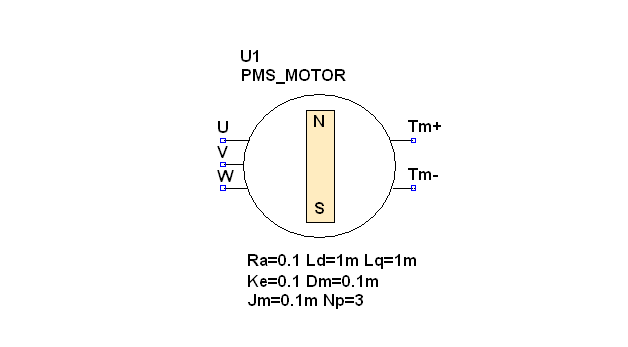 U1
PMS_MOTOR
N
U
Tm+
V
W
Tm-
S
Ra=0.1 Ld=1m Lq=1m
Ke=0.1 Dm=0.1m
Jm=0.1m Np=3